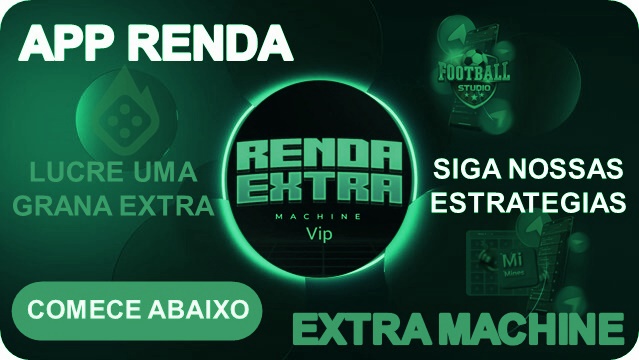 APP RENDA
FOOTBALL
STUDIO
LUCRE UMA
GRANA EXTRA
RENDA
EXTRA
MACHINE
Vip
SIGA NOSSAS
ESTRATEGIAS
Mi
Mines
COMECE ABAIXO
EXTRA MACHINE